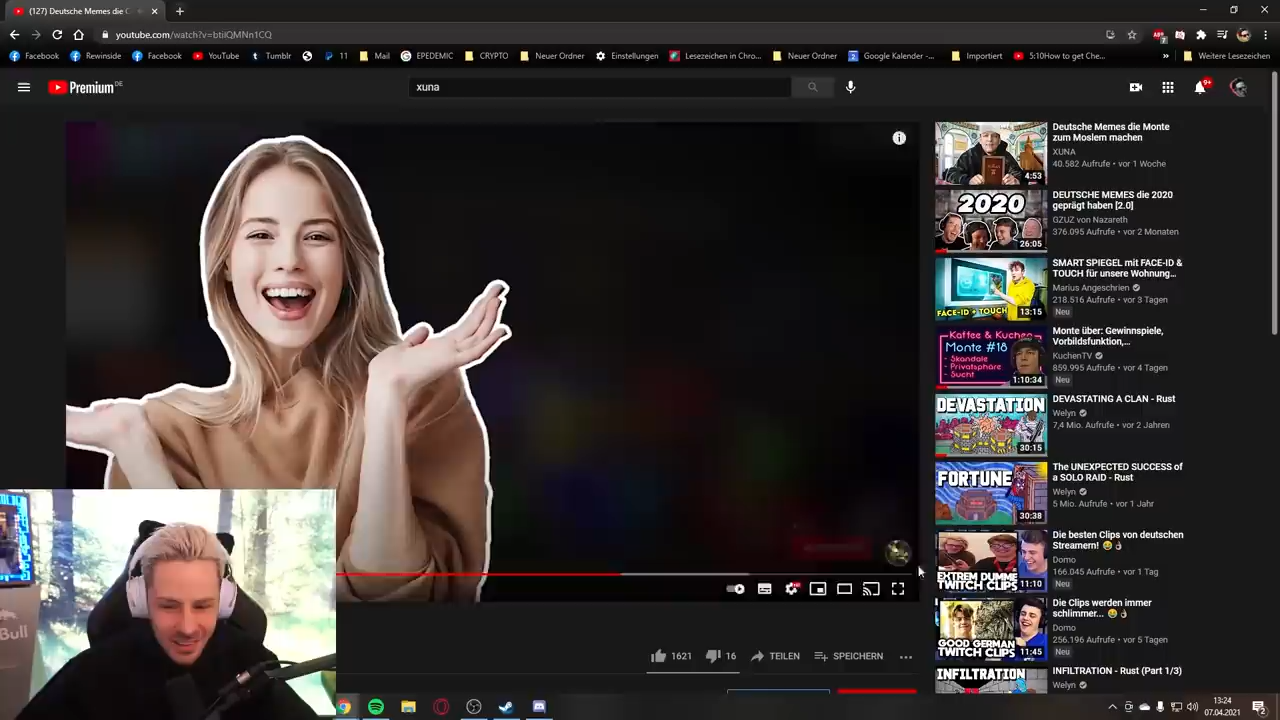 (127) Deutsche Memes die
youtube.com/watch?v=btilQMNn1CQ
Facebook
Rewinside
Facebook
YouTube
Tumblr
11
Mail
EPEDEMIC
CRYPTO
Neuer Ordner
Einstellungen
Lesezeichen in Chro...
Neuer Ordner
Google Kalender -...
Importiert
5:10How to get Che...
»
Weitere Lesezeichen
Premium DE
xuna
9+
Deutsche Memes die Monte
zum Moslem machen
XUNA
40.582 Aufrufe • vor 1 Woche
4:53
2020
26:05
DEUTSCHE MEMES die 2020
geprägt haben [2.0]
GZUZ von Nazareth
376.095 Aufrufe • vor 2 Monaten
FACE-ID + TOUCH
13:15
SMART SPIEGEL mit FACE-ID &
TOUCH für unsere Wohnung...
Marius Angeschrien
218.516 Aufrufe • vor 3 Tagen
Neu
Kaffee & Kuchen
Monte #18
- Skandale
- Privatsphäre
- Sucht
1:10:34
Monte über: Gewinnspiele,
Vorbildsfunktion,...
KuchenTV
859.995 Aufrufe • vor 4 Tagen
Neu
DEVASTATION
30:15
DEVASTATING A CLAN - Rust
Welyn
7,4 Mio. Aufrufe • vor 2 Jahren
FORTUNE
30:38
The UNEXPECTED SUCCESS of
a SOLO RAID - Rust
Welyn
5 Mio. Aufrufe • vor 1 Jahr
EXTREM DUMME
TWITCH CLIPS
11:10
Die besten Clips von deutschen
Streamern!
Domo
166.045 Aufrufe • vor 1 Tag
Neu
GOOD GERMAN
TWITCH CLIPS
11:45
Die Clips werden immer
schlimmer...
Domo
256.196 Aufrufe • vor 5 Tagen
Neu
INFILTRATION
INFILTRATION - Rust (Part 1/3)
Welyn
1621
16
TEILEN
SPEICHERN
Bull
13:24
07.04.2021